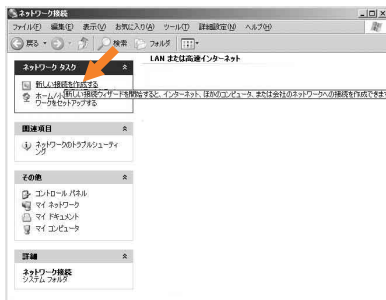 ネットワーク接続
ファイル(F) 編集(E) 表示(V) お気に入り(A) ツール(T) 詳細設定(N) ヘルプ(H)
戻る 検索 フォルダ
ネットワーク タスク
LAN または高速インターネット
新しい接続を作成する
新しい接続ウィザードを開始すると、インターネット、ほかのコンピュータ、または会社のネットワークへの接続を作成できます
ホーム/小
ワークをセットアップする
関連項目
ネットワークのトラブルシューティ
ング
その他
コントロール パネル
マイ ネットワーク
マイ ドキュメント
マイ コンピュータ
詳細
ネットワーク接続
システム フォルダ